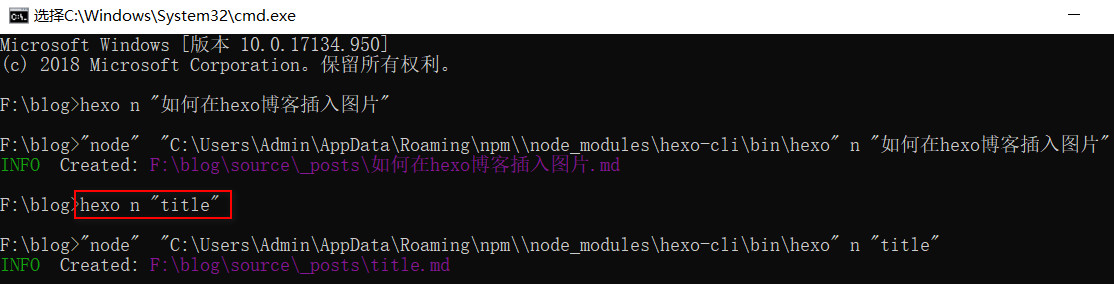 选择C:\Windows\System32\cmd.exe
Microsoft Windows [版本 10.0.17134.950]
(c) 2018 Microsoft Corporation。保留所有权利。
F:\blog>hexo n "如何在hexo博客插入图片"
F:\blog>"node"  "C:\Users\Admin\AppData\Roaming\npm\\node_modules\hexo-cli\bin\hexo" n "如何在hexo博客插入图片"
INFO  Created: F:\blog\source\_posts\如何在hexo博客插入图片.md
F:\blog>hexo n "title"
F:\blog>"node"  "C:\Users\Admin\AppData\Roaming\npm\\node_modules\hexo-cli\bin\hexo" n "title"
INFO  Created: F:\blog\source\_posts\title.md